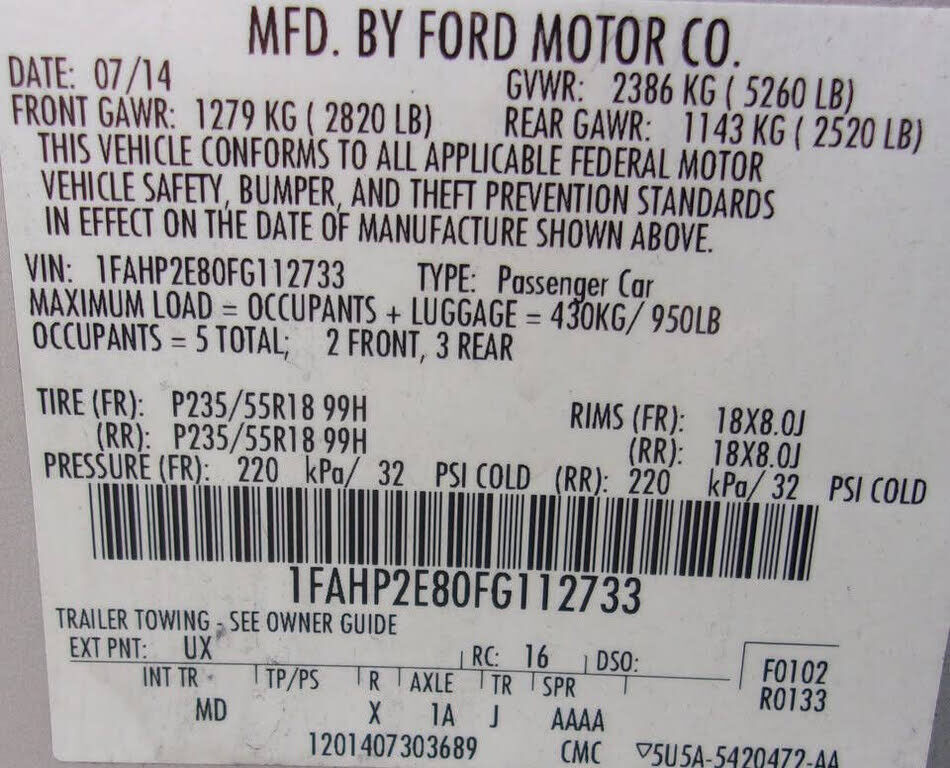 MFD. BY FORD MOTOR CO.
DATE: 07/14 GVWR: 2386 KG ( 5260 LB)
FRONT GAWR: 1279 KG ( 2820 LB) REAR GAWR: 1143 KG ( 2520 LB)
THIS VEHICLE CONFORMS TO ALL APPLICABLE FEDERAL MOTOR
VEHICLE SAFETY, BUMPER, AND THEFT PREVENTION STANDARDS
IN EFFECT ON THE DATE OF MANUFACTURE SHOWN ABOVE.
VIN: 1FAHP2E80FG112733 TYPE: Passenger Car
MAXIMUM LOAD = OCCUPANTS + LUGGAGE = 430KG/ 950LB
OCCUPANTS = 5 TOTAL; 2 FRONT, 3 REAR
TIRE (FR): P235/55R18 99H RIMS (FR): 18X8.0J
(RR): P235/55R18 99H (RR): 18X8.0J
PRESSURE (FR): 220 kPa/ 32 PSI COLD (RR): 220 kPa/ 32 PSI COLD
1FAHP2E80FG112733
TRAILER TOWING - SEE OWNER GUIDE
EXT PNT: UX RC: 16 DSO: F0102
INT TR TP/PS R AXLE TR SPR R0133
MD X 1A J AAAA
1201407303689 CMC ▽5U5A-5420472-AA